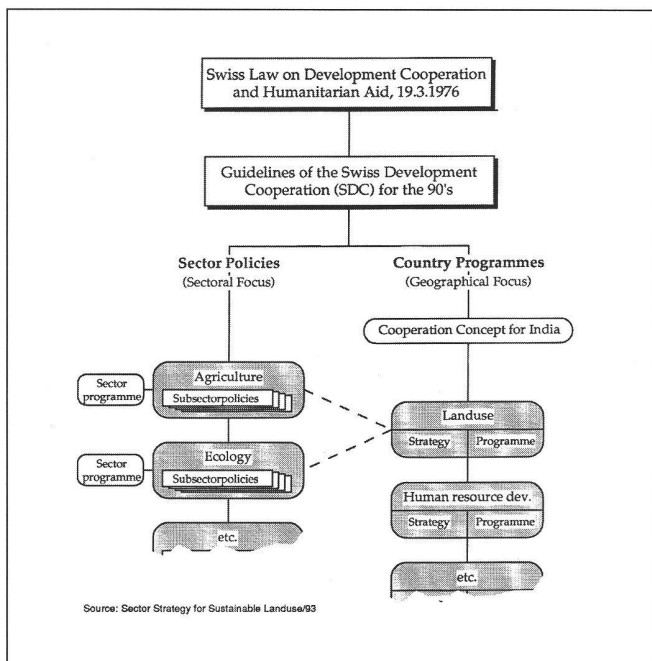 Swiss Law on Development Cooperation
and Humanitarian Aid, 19.3.1976
Guidelines of the Swiss Development
Cooperation (SDC) for the 90's
Sector Policies
(Sectoral Focus)
Country Programmes
(Geographical Focus)
Cooperation Concept for India
Sector
programme
Agriculture
Subsectorpolicies
Landuse
Strategy
Programme
Sector
programme
Ecology
Subsectorpolicies
Human resource dev.
Strategy
Programme
etc.
etc.
Source: Sector Strategy for Sustainable Landuse/93